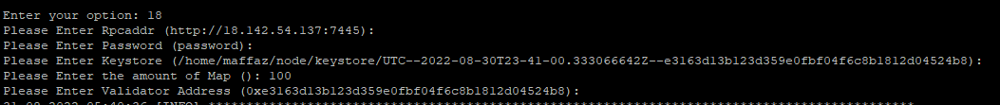 Enter your option: 18
Please Enter Rpcaddr (http://18.142.54.137:7445):
Please Enter Password (password):
Please Enter Keystore (/home/maffaz/node/keystore/UTC--2022-08-30T23-41-00.333066642Z--e3163d13b123d359e0fbf04f6c8b1812d04524b8):
Please Enter the amount of Map (): 100
Please Enter Validator Address (0xe3163d13b123d359e0fbf04f6c8b1812d04524b8):